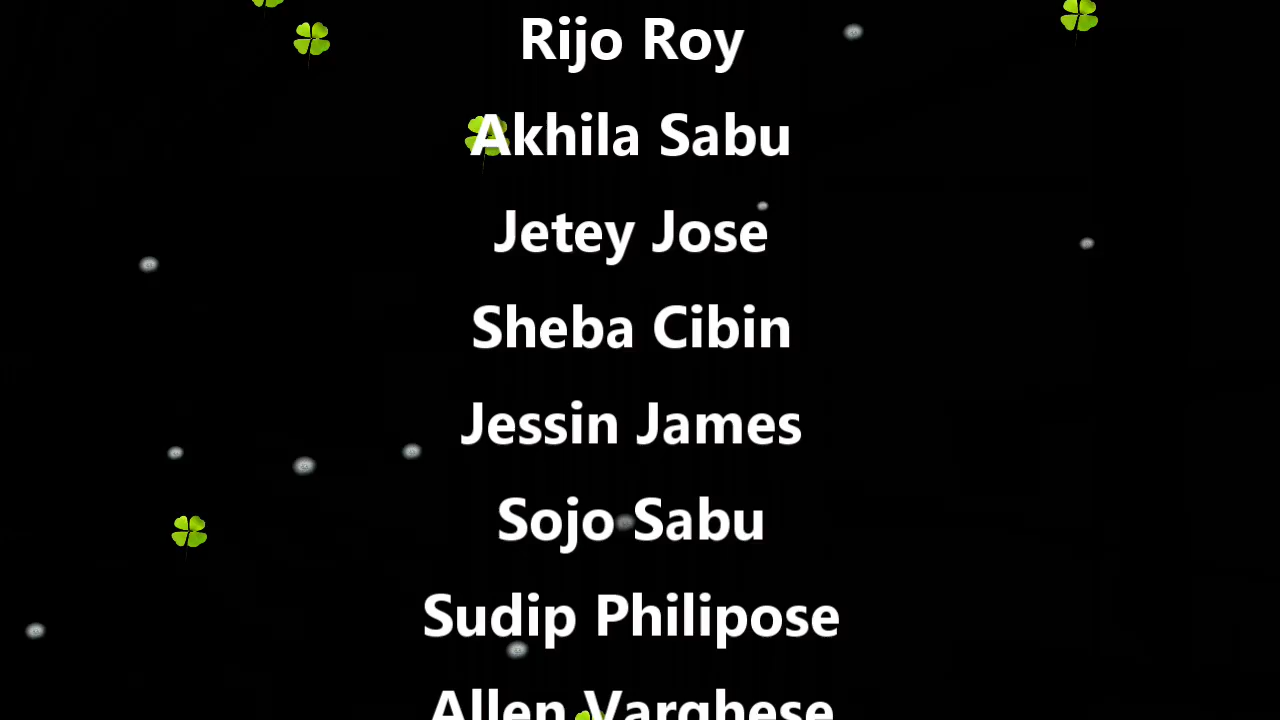 Rijo Roy
Akhila Sabu
Jetey Jose
Sheba Cibin
Jessin James
Sojo Sabu
Sudip Philipose
Allen Varghese